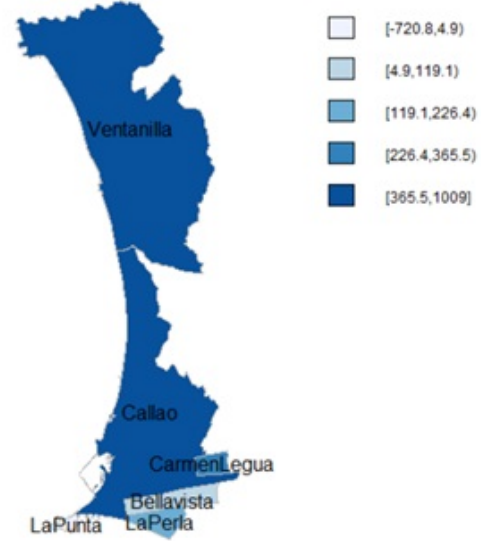 [-720.8,4.9)
[4.9,119.1)
[119.1,226.4)
[226.4,365.5)
[365.5,1009]
Ventanilla
Callao
CarmenLegua
Bellavista
LaPunta
LaPerla